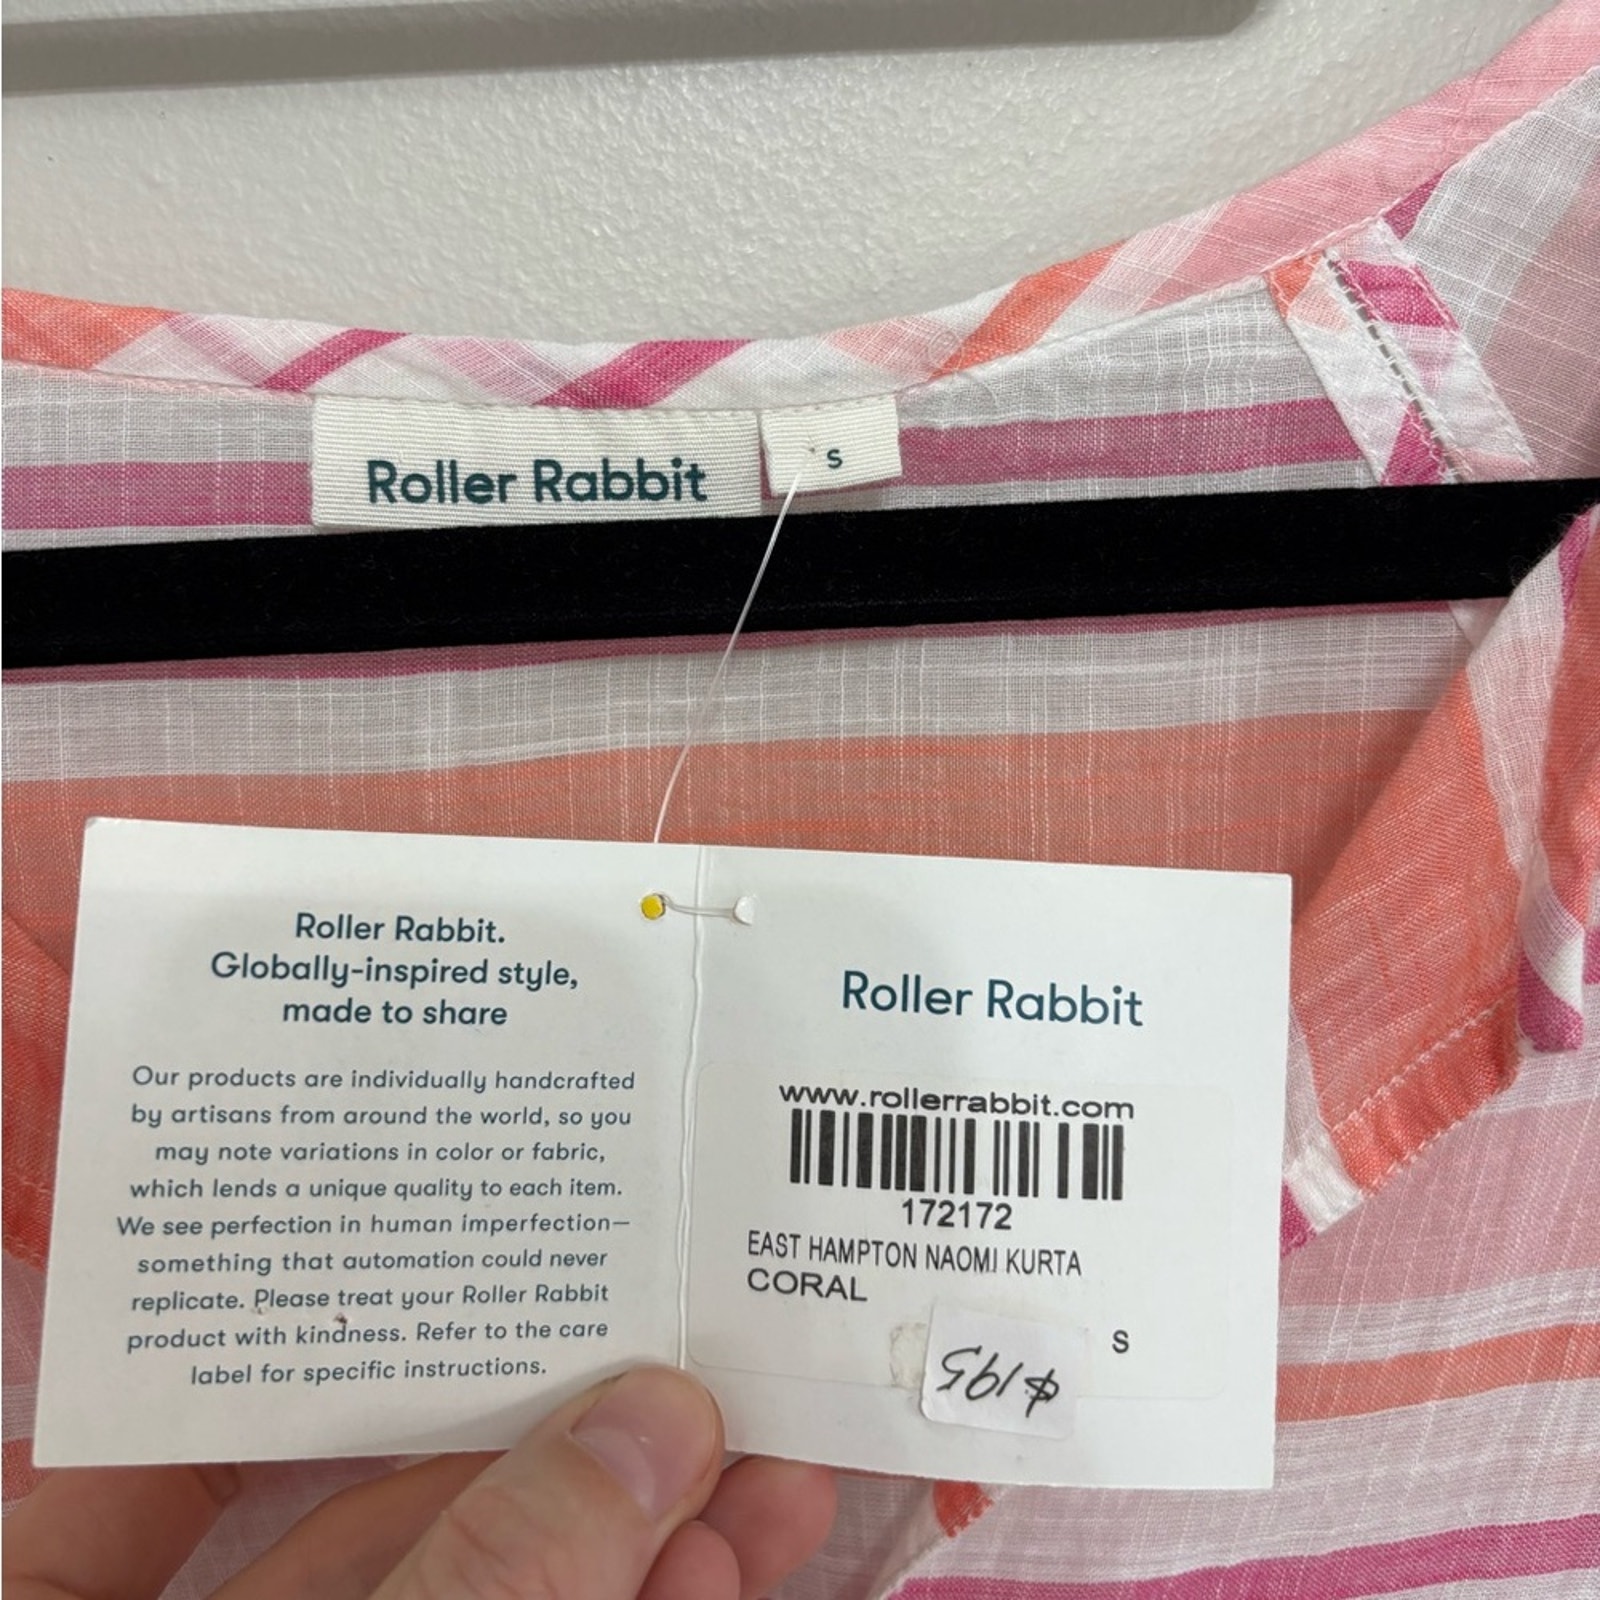 Roller Rabbit
S
Roller Rabbit.
Globally-inspired style,
made to share
Our products are individually handcrafted
by artisans from around the world, so you
may note variations in color or fabric,
which lends a unique quality to each item.
We see perfection in human imperfection—
something that automation could never
replicate. Please treat your Roller Rabbit
product with kindness. Refer to the care
label for specific instructions.
Roller Rabbit
www.rollerrabbit.com
172172
EAST HAMPTON NAOMI KURTA
CORAL
S
$195